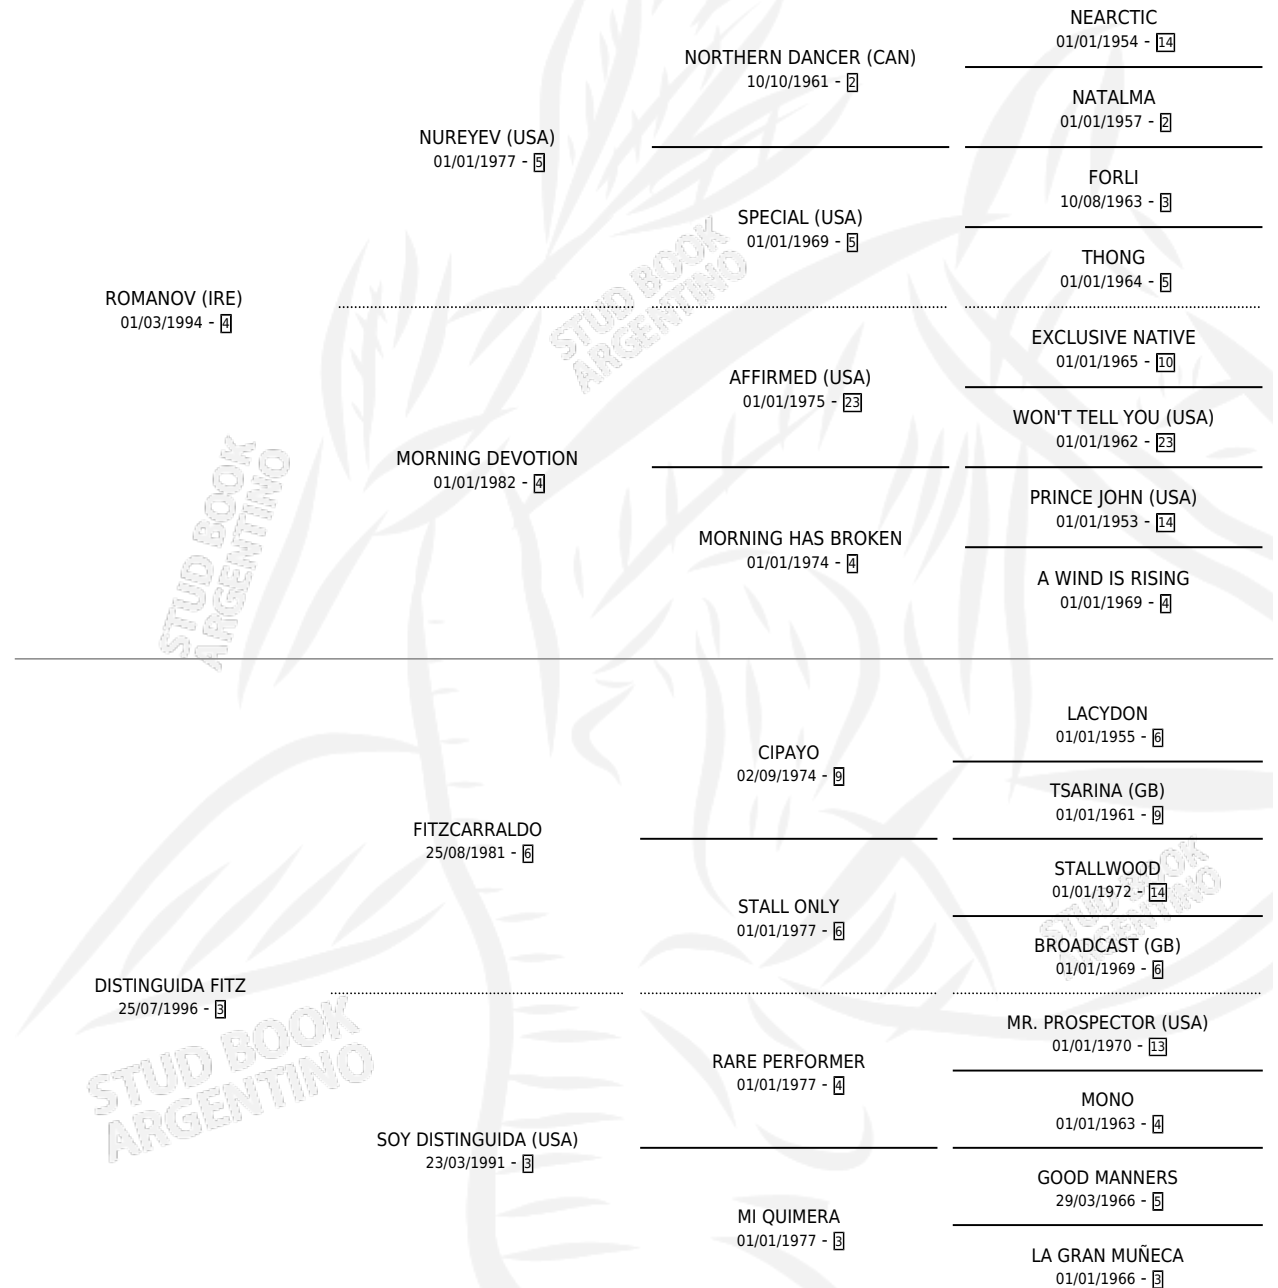 NEARCTIC
01/01/1954 - 14
NORTHERN DANCER (CAN)
10/10/1961 - 2
NATALMA
01/01/1957 - 2
NUREYEV (USA)
01/01/1977 - 5
FORLI
10/08/1963 - 3
SPECIAL (USA)
01/01/1969 - 5
THONG
01/01/1964 - 5
ROMANOV (IRE)
01/03/1994 - 4
EXCLUSIVE NATIVE
01/01/1965 - 10
AFFIRMED (USA)
01/01/1975 - 23
WON'T TELL YOU (USA)
01/01/1962 - 23
MORNING DEVOTION
01/01/1982 - 4
PRINCE JOHN (USA)
01/01/1953 - 14
MORNING HAS BROKEN
01/01/1974 - 4
A WIND IS RISING
01/01/1969 - 4
STUD BOOK
ARGENTINO
STUD BOOK
ARGENTINO
LACYDON
01/01/1955 - 6
CIPAYO
02/09/1974 - 9
TSARINA (GB)
01/01/1961 - 9
FITZCARRALDO
25/08/1981 - 6
STALLWOOD
01/01/1972 - 14
STALL ONLY
01/01/1977 - 6
BROADCAST (GB)
01/01/1969 - 6
DISTINGUIDA FITZ
25/07/1996 - 3
MR. PROSPECTOR (USA)
01/01/1970 - 13
RARE PERFORMER
01/01/1977 - 4
MONO
01/01/1963 - 4
SOY DISTINGUIDA (USA)
23/03/1991 - 3
GOOD MANNERS
29/03/1966 - 5
MI QUIMERA
01/01/1977 - 3
LA GRAN MUÑECA
01/01/1966 - 3
STUD BOOK
ARGENTINO
STUD BOOK
ARGENTINO